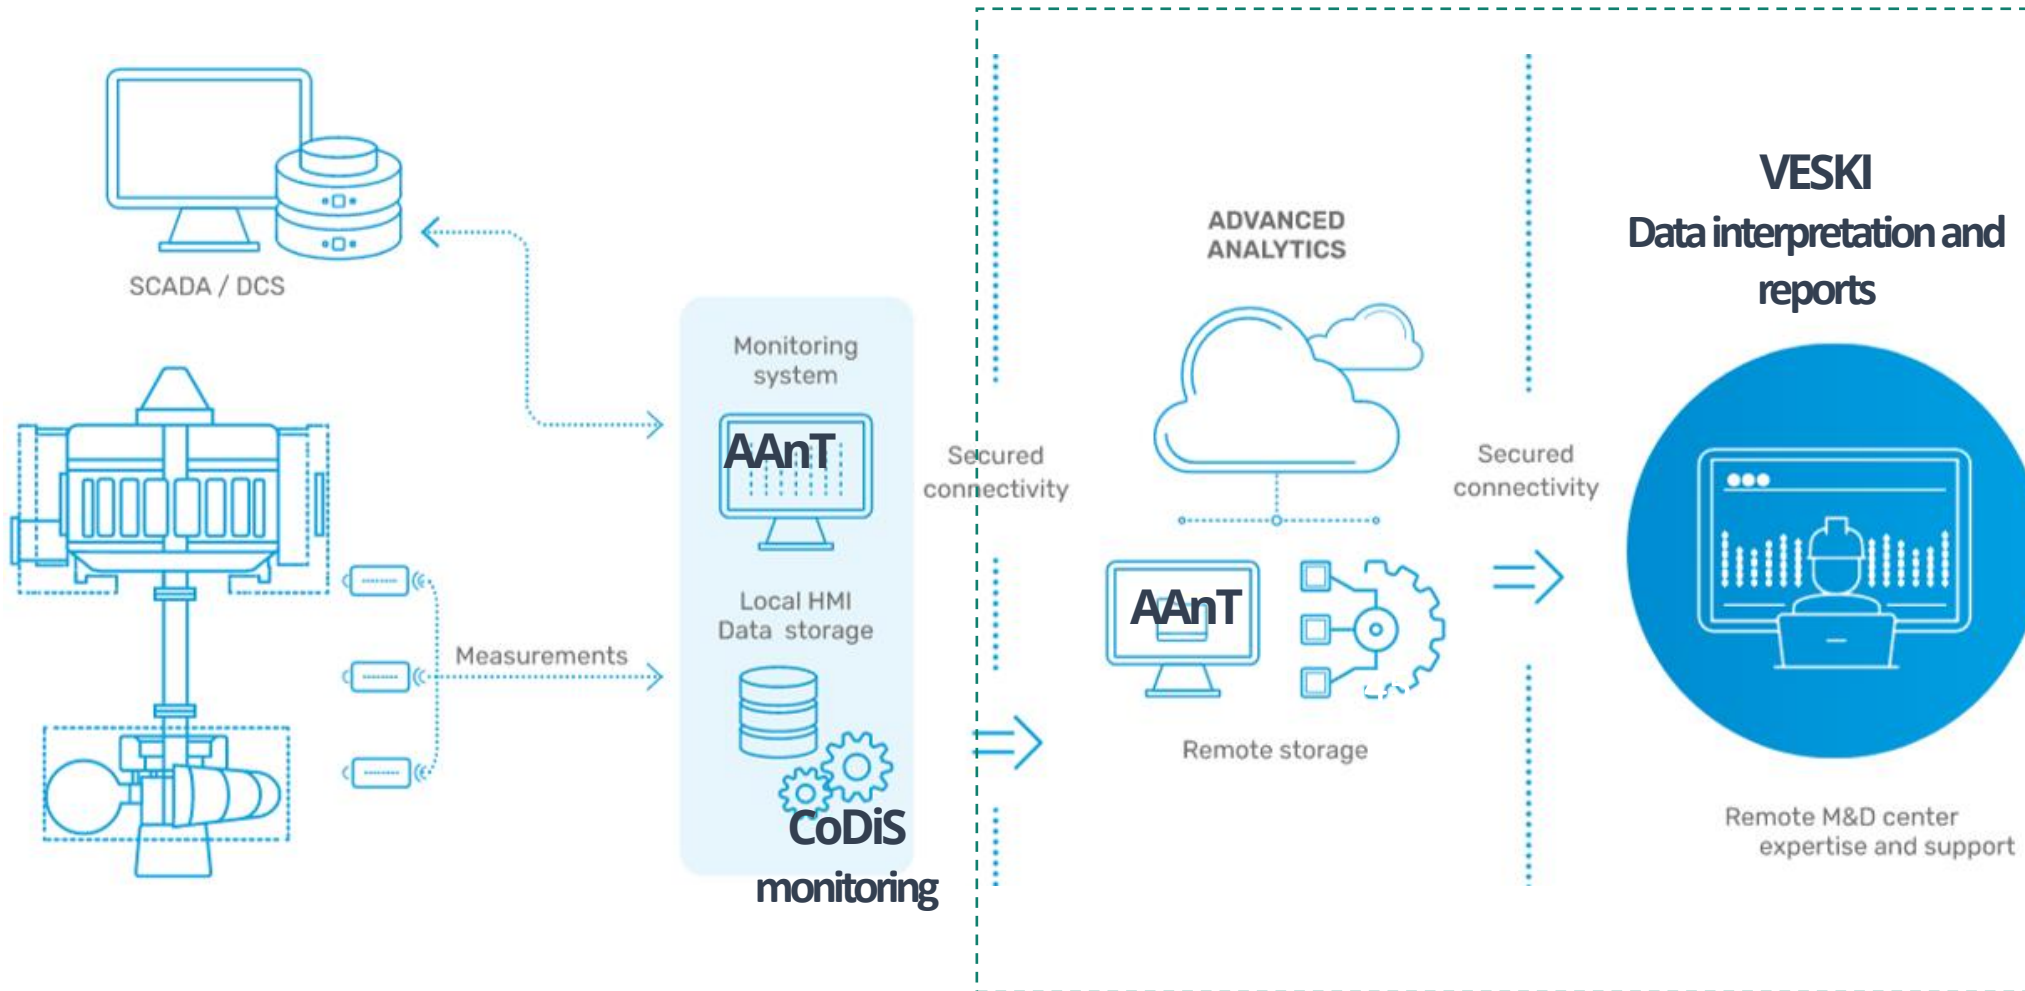 SCADA / DCS
Measurements
Monitoring
system
AAnT
Local HMI
Data storage
CoDiS
monitoring
Secured
connectivity
ADVANCED
ANALYTICS
AAnT
Remote storage
Secured
connectivity
VESKI
Data interpretation and
reports
Remote M&D center
expertise and support